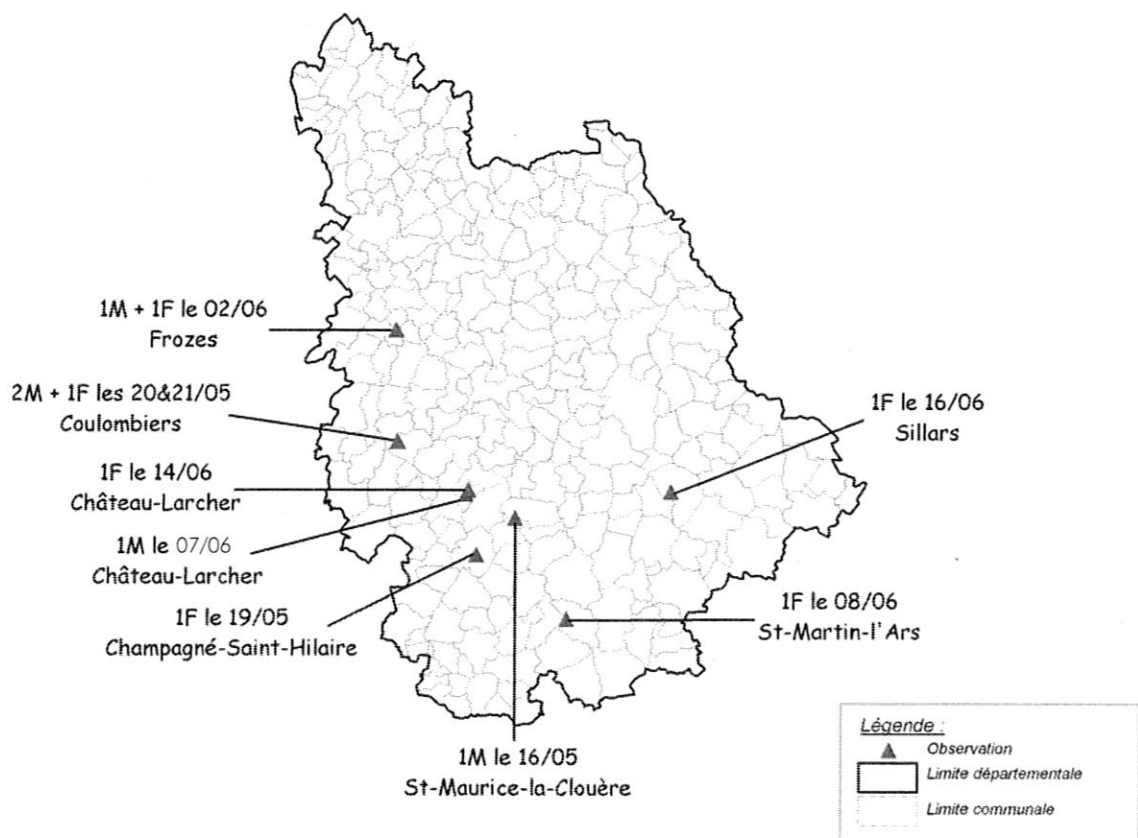 1M + 1F le 02/06
Frozes
2M + 1F les 20&21/05
Coulombiers
1F le 14/06
Château-Larcher
1M le 07/06
Château-Larcher
1F le 19/05
Champagné-Saint-Hilaire
1M le 16/05
St-Maurice-la-Clouère
1F le 16/06
Sillars
1F le 08/06
St-Martin-l'Ars
Légende :
Observation
Limite départementale
Limite communale